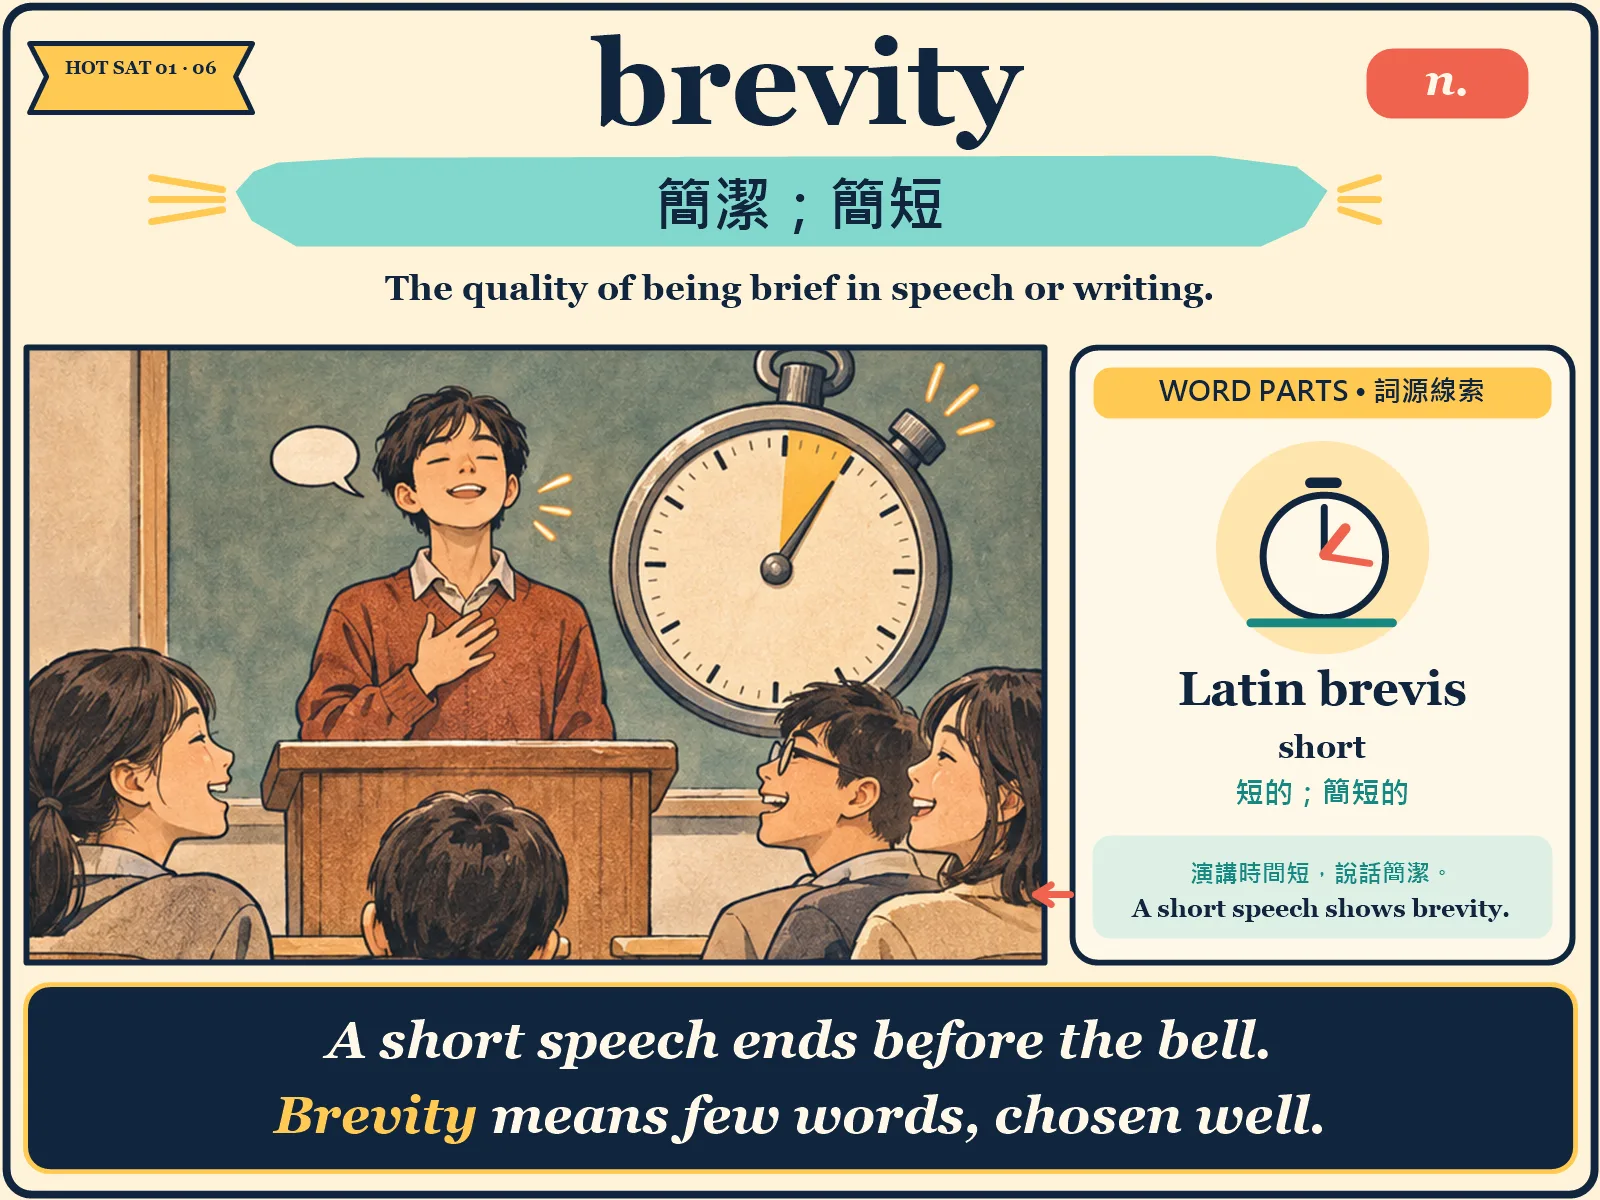 HOT SAT 01 · 06
brevity
n.
簡潔；簡短
The quality of being brief in speech or writing.
WORD PARTS • 詞源線索
Latin brevis
short
短的；簡短的
演講時間短，說話簡潔。
A short speech shows brevity.
A short speech ends before the bell.
Brevity means few words, chosen well.